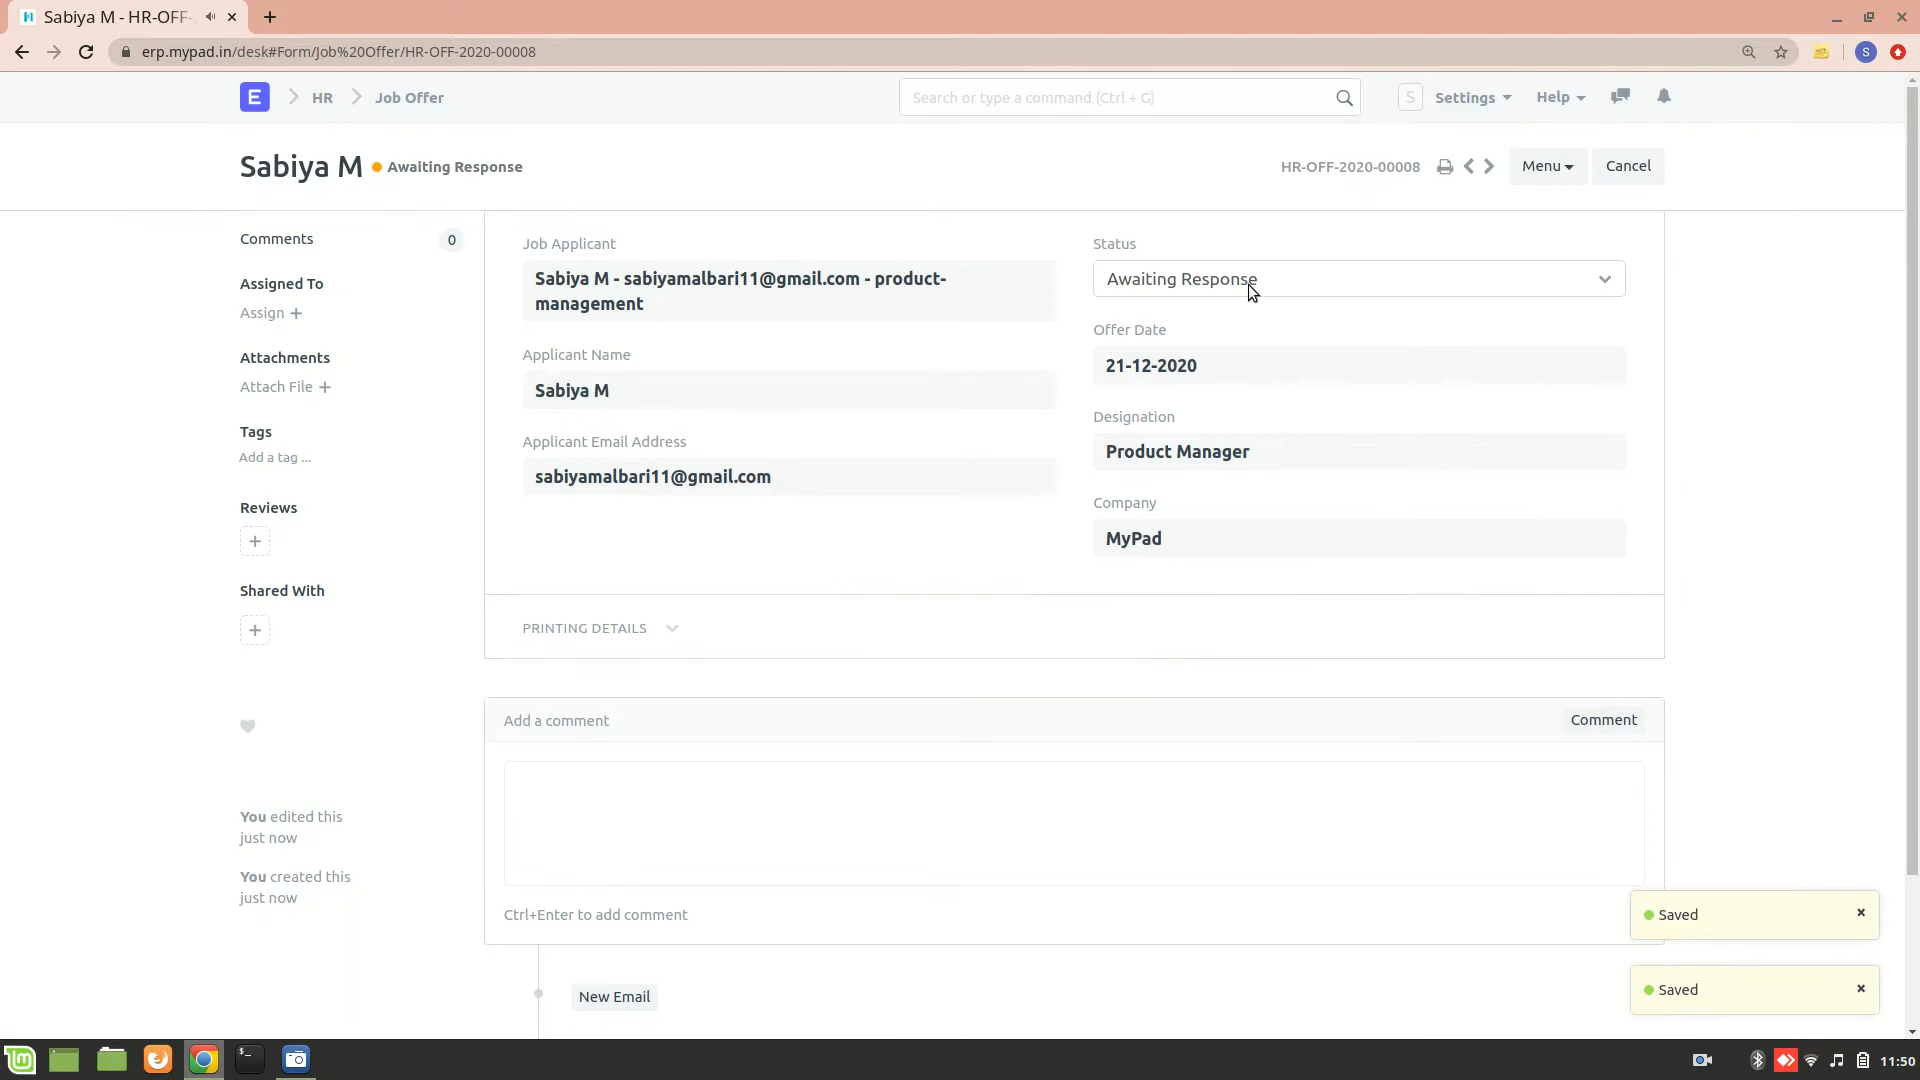 Sabiya M - HR-OFF-
erp.mypad.in/desk#Form/Job%20Offer/HR-OFF-2020-00008
S
E
HR
Job Offer
Search or type a command (Ctrl + G)
S
Settings
Help
Sabiya M
Awaiting Response
HR-OFF-2020-00008
Menu
Cancel
Comments
0
Assigned To
Assign +
Attachments
Attach File +
Tags
Add a tag ...
Reviews
+
Shared With
+
You edited this
just now
You created this
just now
Job Applicant
Sabiya M - sabiyamalbari11@gmail.com - product-
management
Applicant Name
Sabiya M
Applicant Email Address
sabiyamalbari11@gmail.com
Status
Awaiting Response
Offer Date
21-12-2020
Designation
Product Manager
Company
MyPad
PRINTING DETAILS
Add a comment
Comment
Ctrl+Enter to add comment
New Email
Saved
Saved
11:50